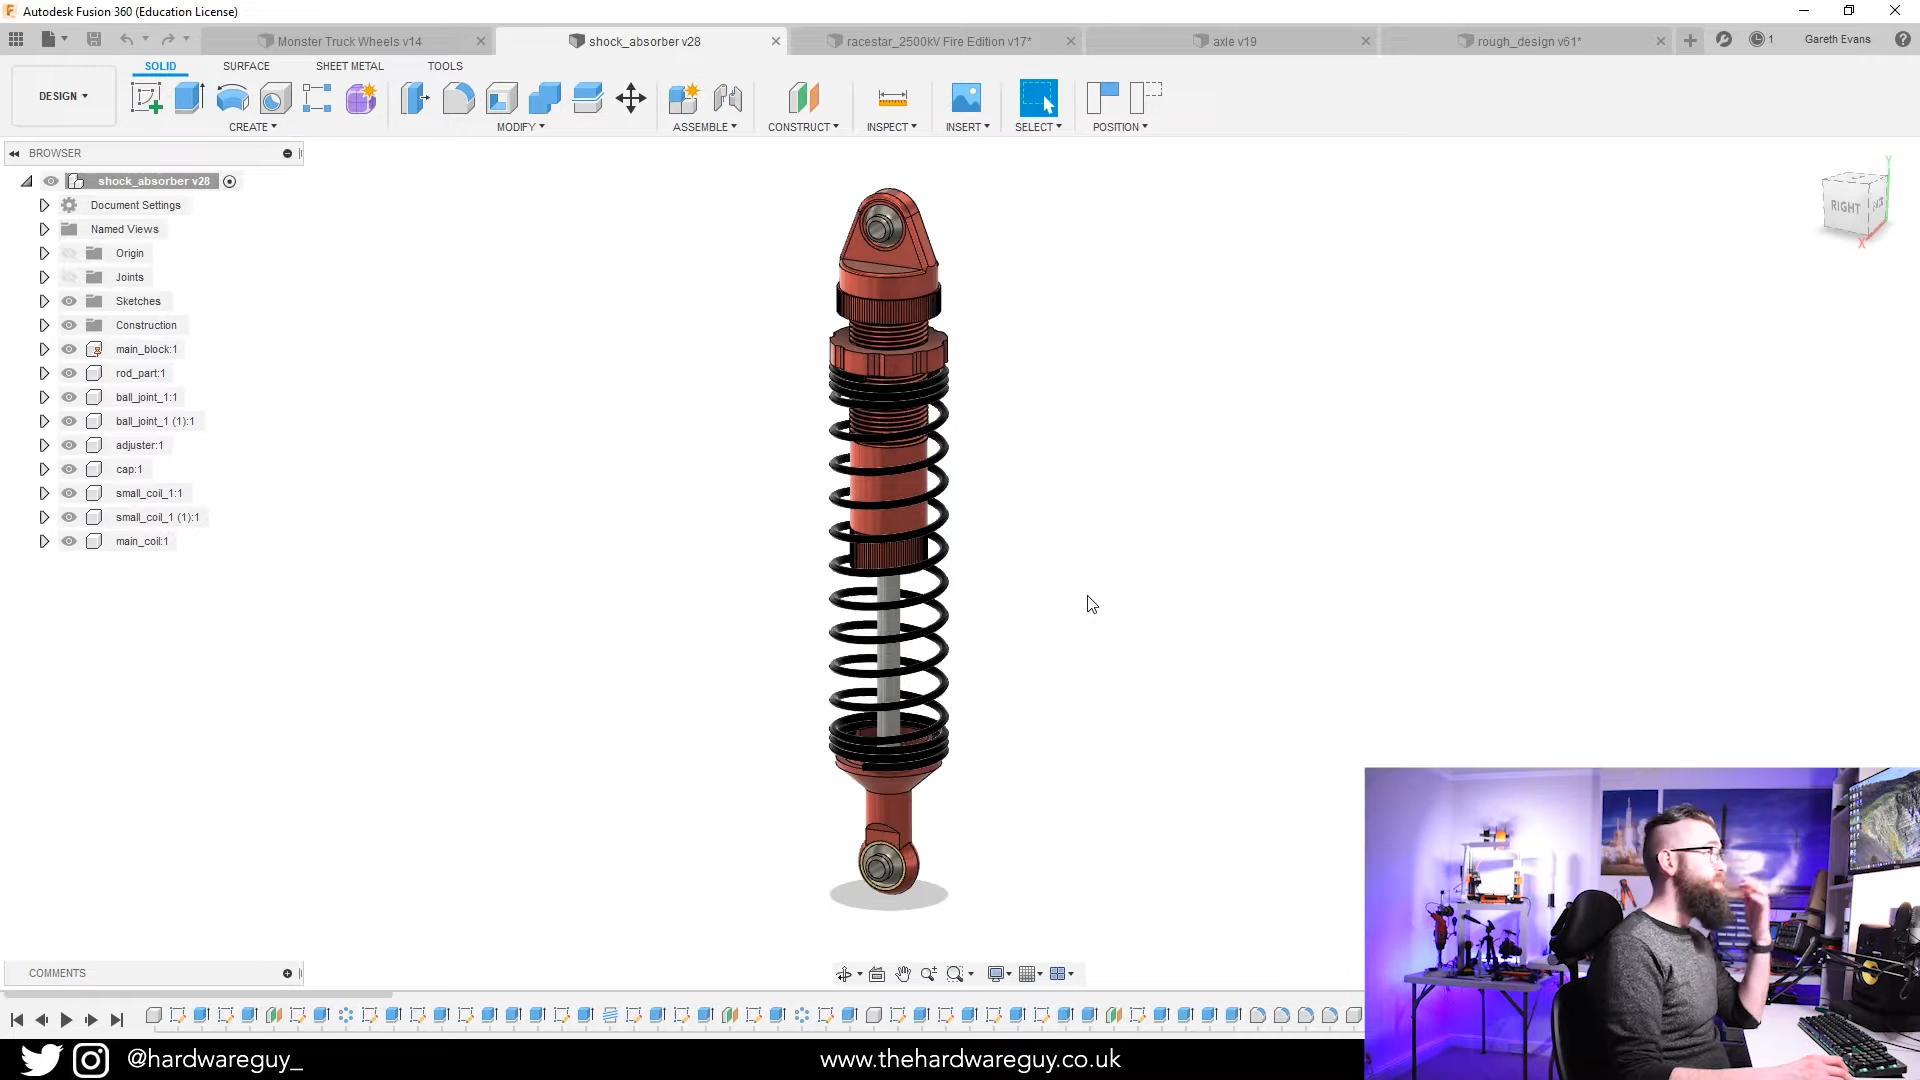 Autodesk Fusion 360 (Education License)
Monster Truck Wheels v14
shock_absorber v28
racestar_2500kV Fire Edition v17*
axle v19
rough_design v61*
1
Gareth Evans
SOLID
SURFACE
SHEET METAL
TOOLS
DESIGN
CREATE
MODIFY
ASSEMBLE
CONSTRUCT
INSPECT
INSERT
SELECT
POSITION
BROWSER
shock_absorber v28
Document Settings
Named Views
Origin
Joints
Sketches
Construction
main_block:1
rod_part:1
ball_joint_1:1
ball_joint_1 (1):1
adjuster:1
cap:1
small_coil_1:1
small_coil_1 (1):1
main_coil:1
Y
RIGHT
X
COMMENTS
@hardwareguy_
www.thehardwareguy.co.uk